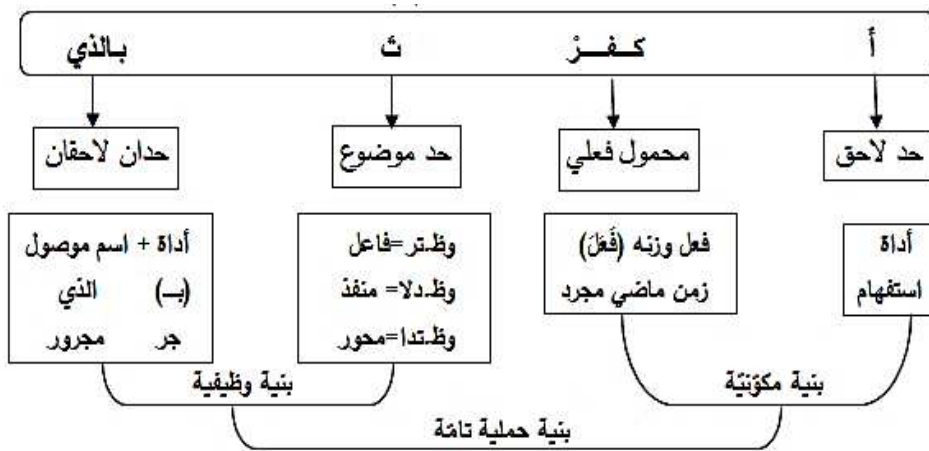 أَ كـفـرْ تَ بالذي
حد لاحق محمول فعلي حد موضوع حدان لاحقان
أداة
استفهام
فعل وزنه (فَعَلَ)
زمن ماضي مجرد
وظ.تر=فاعل
وظ.دلا= منفذ
وظ.تدا=محور
أداة + اسم موصول
(بـ) الذي
جر مجرور
بنية مكوّنيّة بنية وظيفية
بنية حملية تامّة